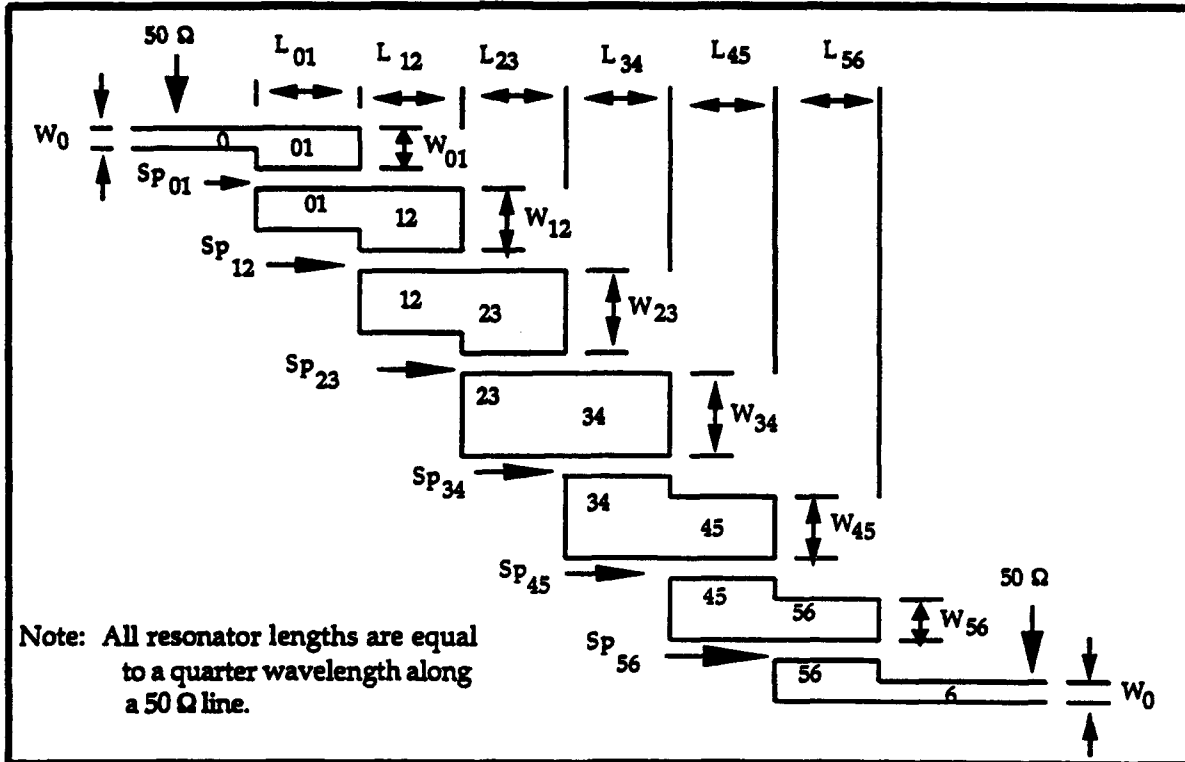 50 Ω
L01 L12 L23 L34 L45 L56
W0 0 01 W01
Sp01
01 12 W12
Sp12
12 23 W23
Sp23
23 34 W34
Sp34
34 45 W45
Sp45
50 Ω
45 56 W56
Note: All resonator lengths are equal
to a quarter wavelength along
a 50 Ω line.
Sp56
56 6 W0